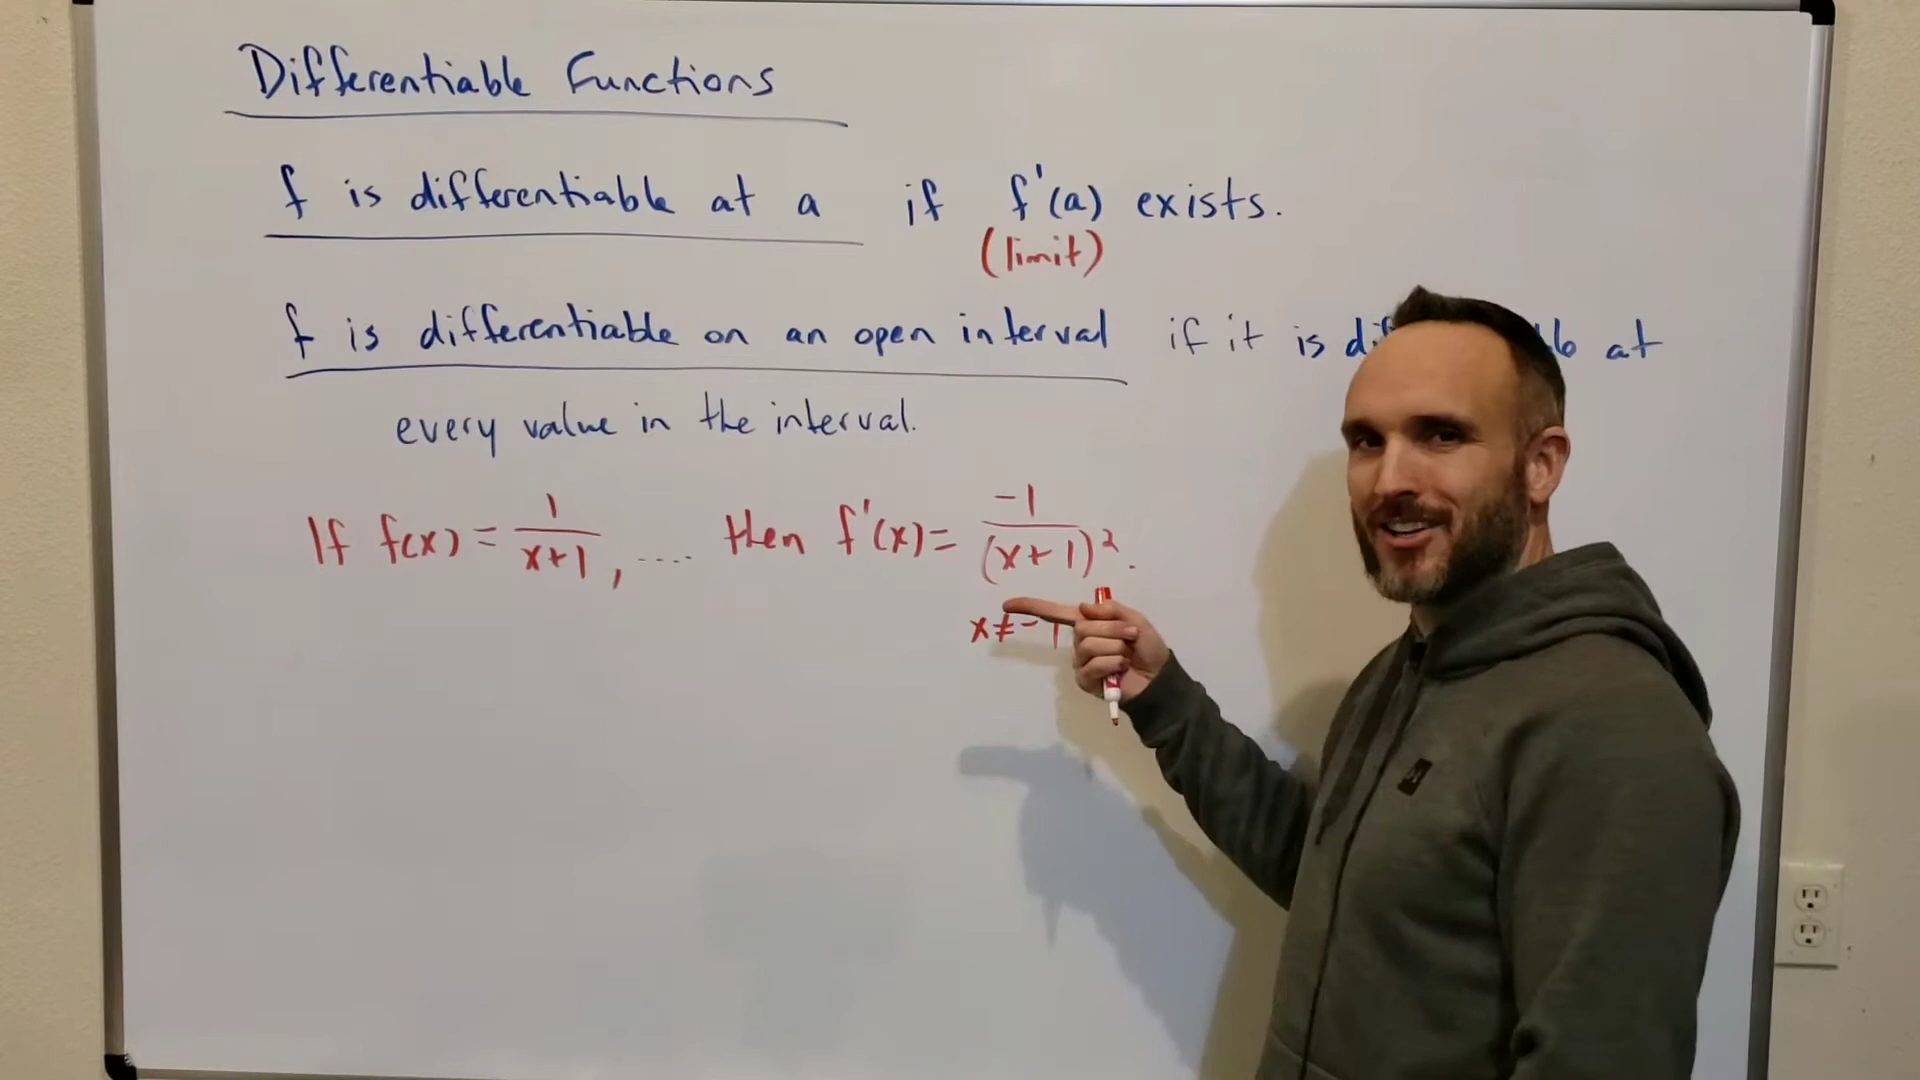 Differentiable Functions
f is differentiable at a if f'(a) exists.
(limit)
f is differentiable on an open interval if it is at
every value in the interval.
If f(x) = 1/(x+1), .... then f'(x) = -1/(x+1)².
x ≠ -1